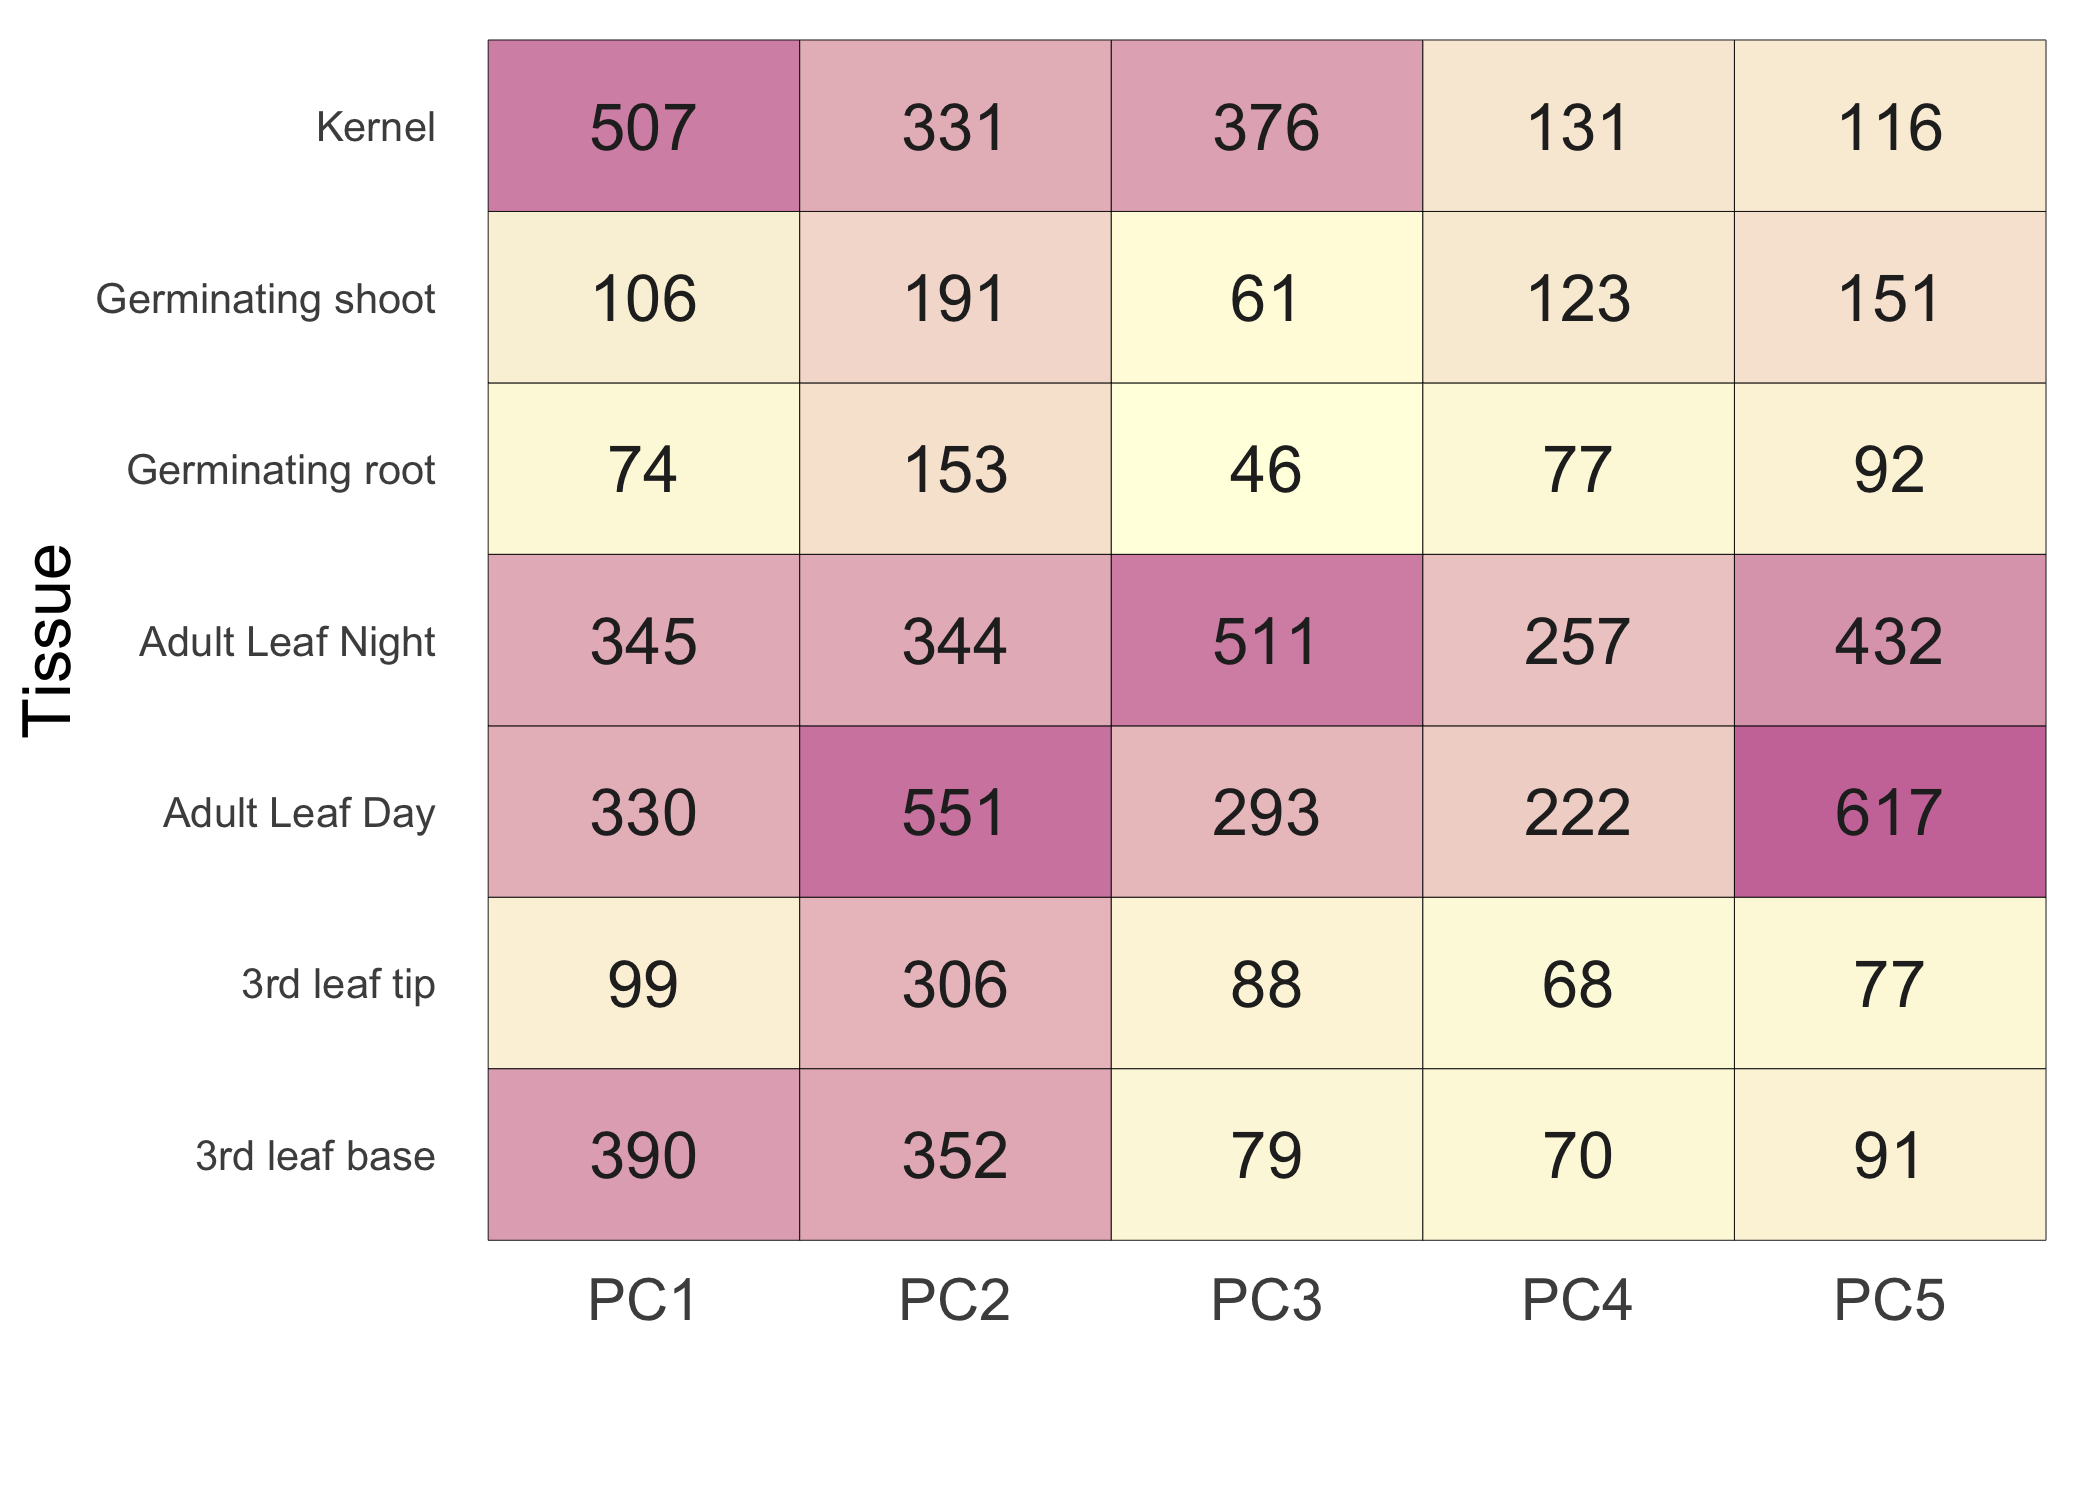 Tissue
Kernel 507 331 376 131 116
Germinating shoot 106 191 61 123 151
Germinating root 74 153 46 77 92
Adult Leaf Night 345 344 511 257 432
Adult Leaf Day 330 551 293 222 617
3rd leaf tip 99 306 88 68 77
3rd leaf base 390 352 79 70 91
PC1 PC2 PC3 PC4 PC5